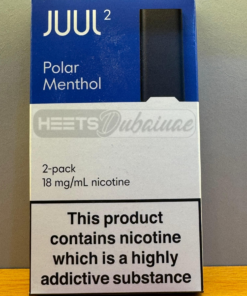 JUUL2
Polar
Menthol
HEETSDubaiuae
2-pack
18 mg/mL nicotine
This product
contains nicotine
which is a highly
addictive substance